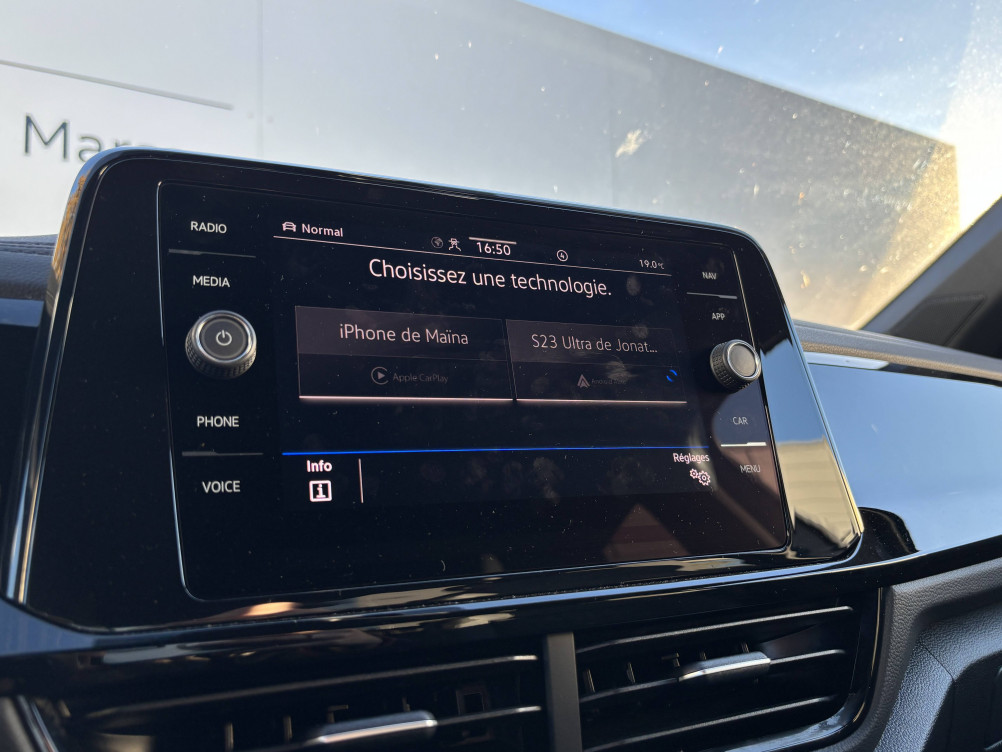 Mar
RADIO
MEDIA
PHONE
VOICE
Normal
16:50
19.0°C
Choisissez une technologie.
iPhone de Maïna
Apple CarPlay
S23 Ultra de Jonat...
Info
Réglages
NAV
APP
CAR
MENU